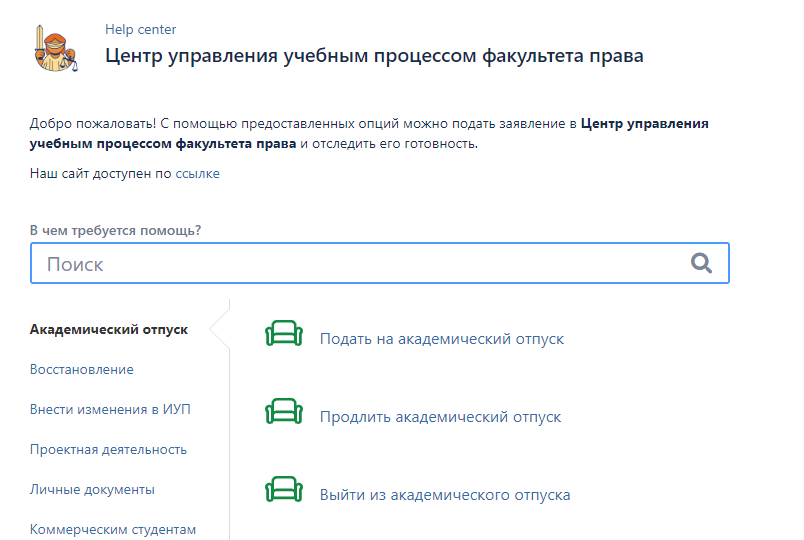 Help center
Центр управления учебным процессом факультета права
Добро пожаловать! С помощью предоставленных опций можно подать заявление в Центр управления
учебным процессом факультета права и отследить его готовность.
Наш сайт доступен по ссылке
В чем требуется помощь?
Поиск
Академический отпуск
Восстановление
Внести изменения в ИУП
Проектная деятельность
Личные документы
Коммерческим студентам
Подать на академический отпуск
Продлить академический отпуск
Выйти из академического отпуска